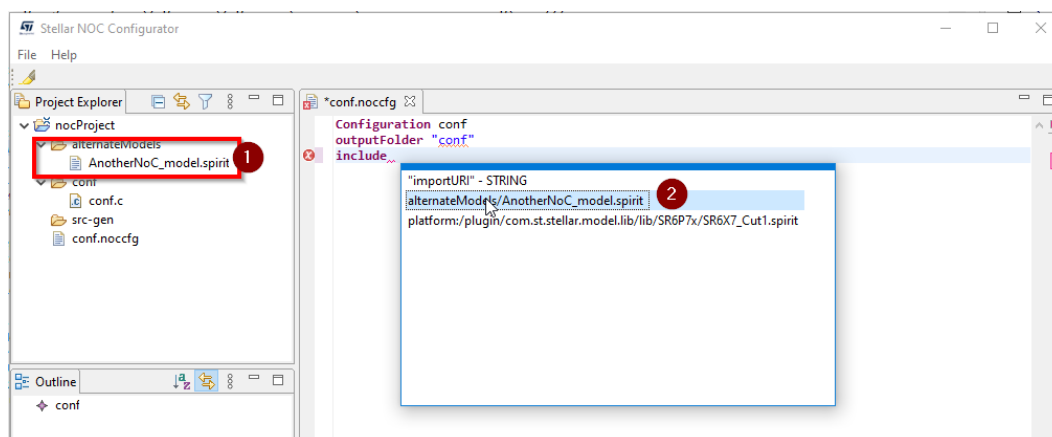 Stellar NOC Configurator
File Help
Project Explorer
nocProject
alternateModels
AnotherNoC_model.spirit
1
conf
conf.c
src-gen
conf.noccfg
*conf.noccfg
Configuration conf
outputFolder "conf"
include
"importURI" - STRING
alternateModels/AnotherNoC_model.spirit
2
platform:/plugin/com.st.stellar.model.lib/lib/SR6P7x/SR6X7_Cut1.spirit
Outline
conf